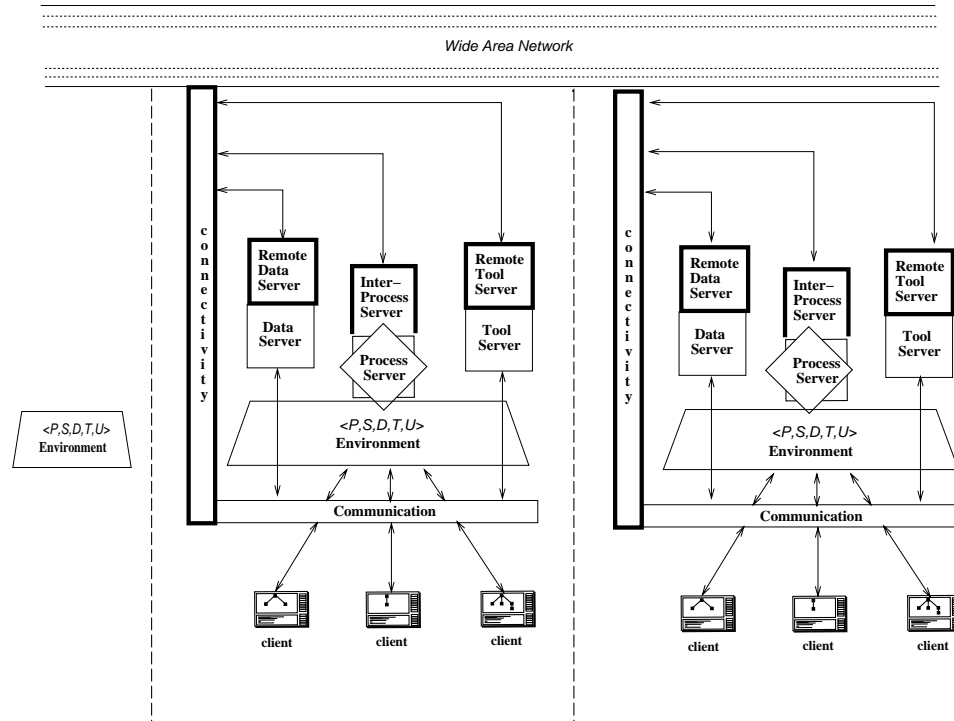 Wide Area Network
connectivity
Remote
Data
Server
Data
Server
Inter–
Process
Server
Process
Server
Remote
Tool
Server
Tool
Server
<P,S,D,T,U>
Environment
Communication
client
client
client
connectivity
Remote
Data
Server
Data
Server
Inter–
Process
Server
Process
Server
Remote
Tool
Server
Tool
Server
<P,S,D,T,U>
Environment
Communication
client
client
client
<P,S,D,T,U>
Environment